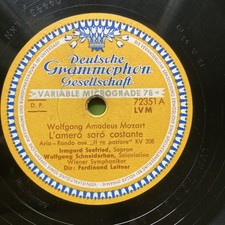 Deutsche
Grammophon
Gesellschaft
VARIABLE MICROGRADE 78
D. P.
72351 A
LVM
Wolfgang Amadeus Mozart
L'amerò sarò costante
Aria - Rondo aus „Il re pastore" KV 208
Irmgard Seefried, Sopran
Wolfgang Schneiderhan, Solovioline
Wiener Symphoniker
Dir.: Ferdinand Leitner